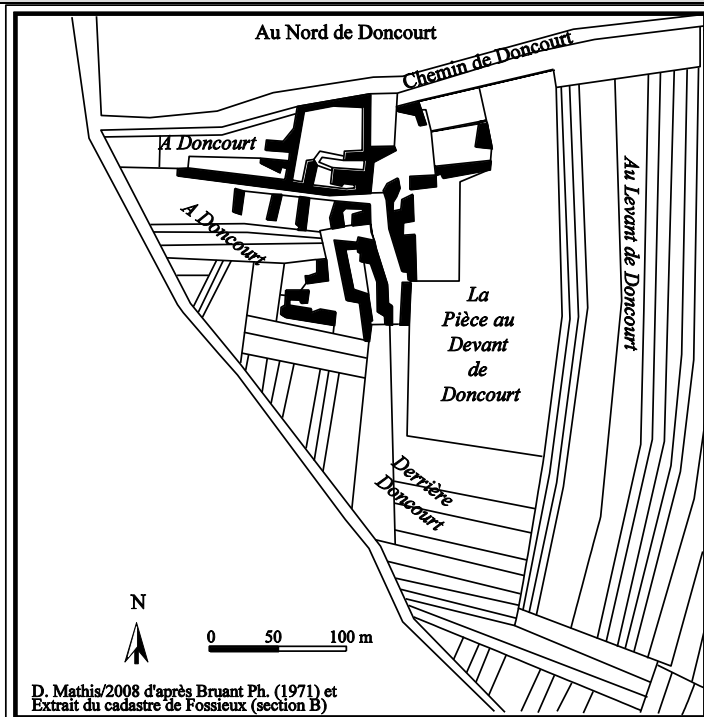 Au Nord de Doncourt
Chemin de Doncourt
A Doncourt
A Doncourt
Au Levant de Doncourt
La
Pièce au
Devant
de
Doncourt
Derrière
Doncourt
N
0 50 100 m
D. Mathis/2008 d'après Bruant Ph. (1971) et
Extrait du cadastre de Fossieux (section B)